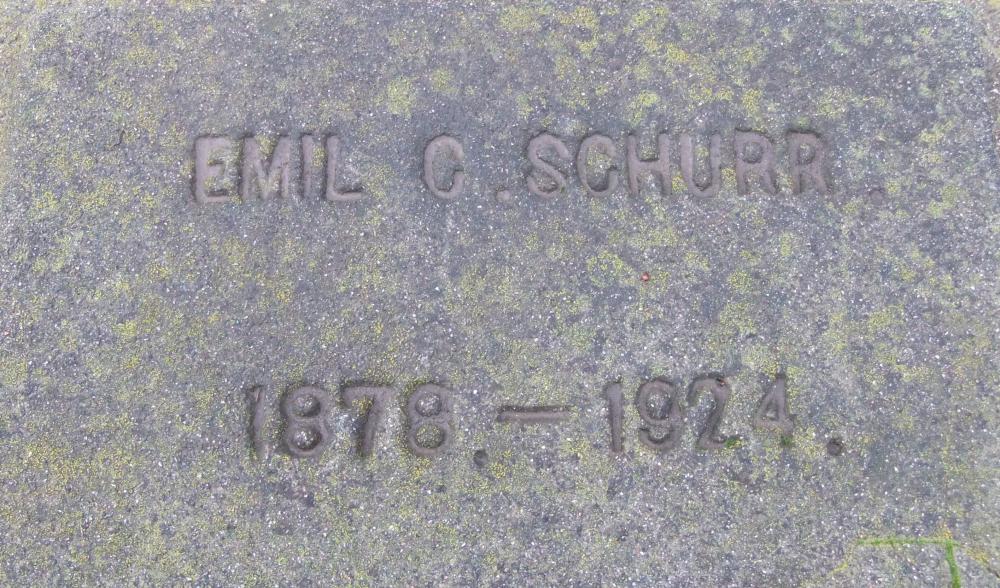 EMIL C. SCHURR.
1878. — 1924.